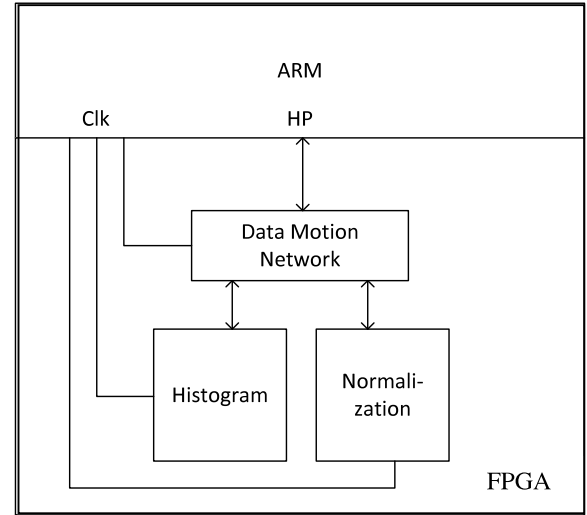 ARM
Clk
HP
Data Motion
Network
Histogram
Normali-
zation
FPGA